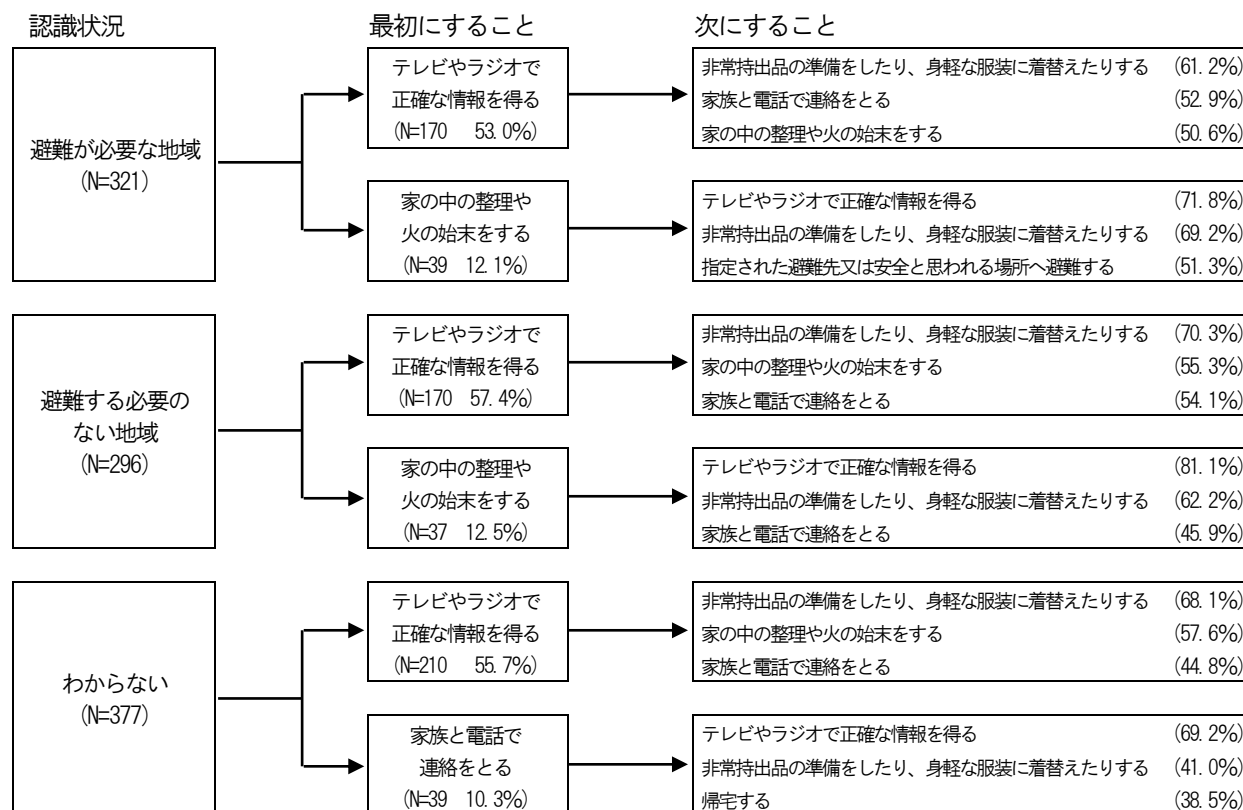 認識状況
最初にすること
次にすること
避難が必要な地域
(N=321)
テレビやラジオで
正確な情報を得る
(N=170 53.0%)
非常持出品の準備をしたり、身軽な服装に着替えたりする (61.2%)
家族と電話で連絡をとる (52.9%)
家の中の整理や火の始末をする (50.6%)
家の中の整理や
火の始末をする
(N=39 12.1%)
テレビやラジオで正確な情報を得る (71.8%)
非常持出品の準備をしたり、身軽な服装に着替えたりする (69.2%)
指定された避難先又は安全と思われる場所へ避難する (51.3%)
避難する必要の
ない地域
(N=296)
テレビやラジオで
正確な情報を得る
(N=170 57.4%)
非常持出品の準備をしたり、身軽な服装に着替えたりする (70.3%)
家の中の整理や火の始末をする (55.3%)
家族と電話で連絡をとる (54.1%)
家の中の整理や
火の始末をする
(N=37 12.5%)
テレビやラジオで正確な情報を得る (81.1%)
非常持出品の準備をしたり、身軽な服装に着替えたりする (62.2%)
家族と電話で連絡をとる (45.9%)
わからない
(N=377)
テレビやラジオで
正確な情報を得る
(N=210 55.7%)
非常持出品の準備をしたり、身軽な服装に着替えたりする (68.1%)
家の中の整理や火の始末をする (57.6%)
家族と電話で連絡をとる (44.8%)
家族と電話で
連絡をとる
(N=39 10.3%)
テレビやラジオで正確な情報を得る (69.2%)
非常持出品の準備をしたり、身軽な服装に着替えたりする (41.0%)
帰宅する (38.5%)